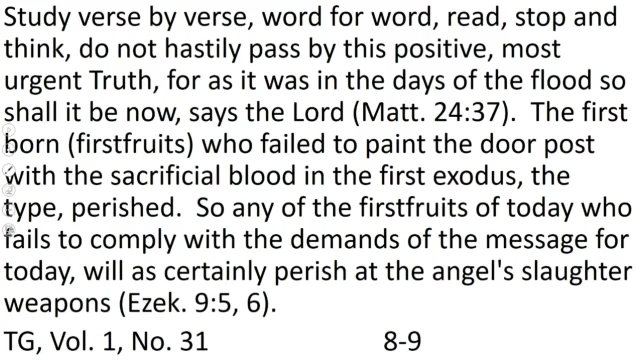 Study verse by verse, word for word, read, stop and
think, do not hastily pass by this positive, most
urgent Truth, for as it was in the days of the flood so
shall it be now, says the Lord (Matt. 24:37).  The first
born (firstfruits) who failed to paint the door post
with the sacrificial blood in the first exodus, the
type, perished.  So any of the firstfruits of today who
fails to comply with the demands of the message for
today, will as certainly perish at the angel's slaughter
weapons (Ezek. 9:5, 6).
TG, Vol. 1, No. 31 8-9